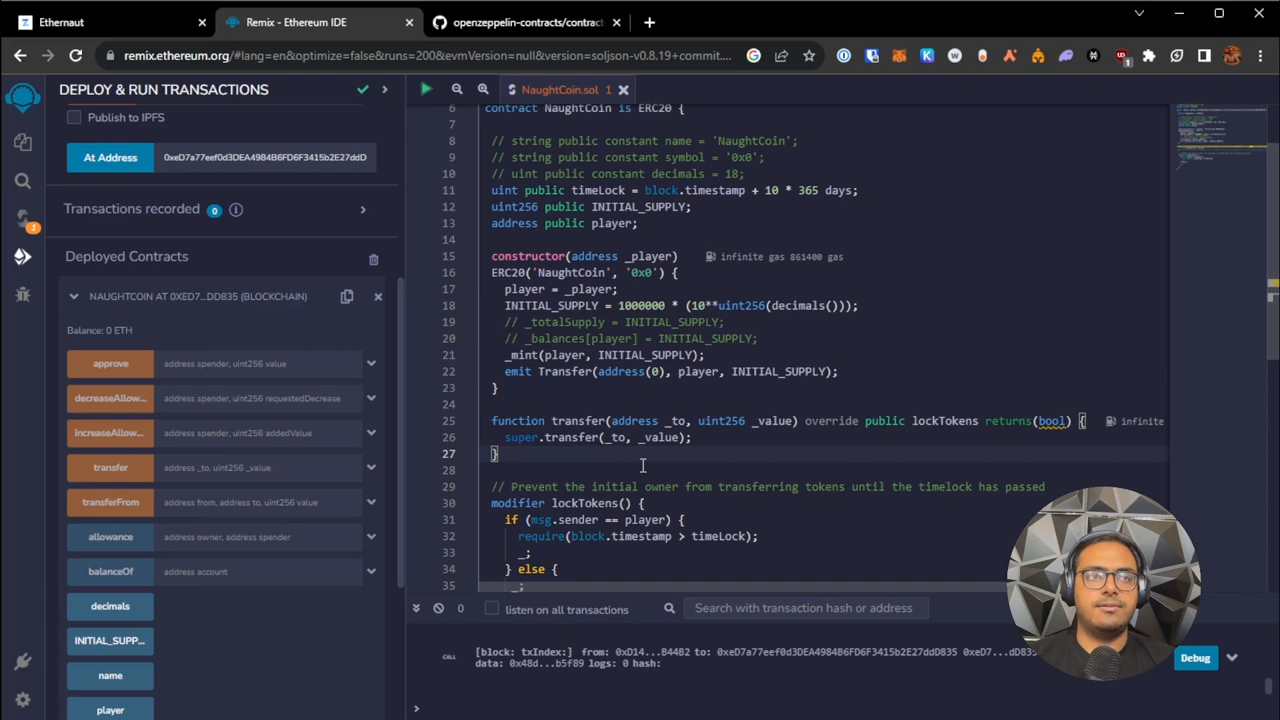 Ethernaut
Remix - Ethereum IDE
openzeppelin-contracts/contract
remix.ethereum.org/#lang=en&optimize=false&runs=200&evmVersion=null&version=soljson-v0.8.19+commit....
DEPLOY & RUN TRANSACTIONS
Publish to IPFS
At Address 0xeD7a77eef0d3DEA4984B6FD6F3415b2E27ddD
Transactions recorded 0
Deployed Contracts
NAUGHTCOIN AT 0XED7...DD835 (BLOCKCHAIN)
Balance: 0 ETH
approve address spender, uint256 value
decreaseAllow... address spender, uint256 requestedDecrease
increaseAllow... address spender, uint256 addedValue
transfer address _to, uint256 _value
transferFrom address from, address to, uint256 value
allowance address owner, address spender
balanceOf address account
decimals
INITIAL_SUPP...
name
player
1
1
NaughtCoin.sol 1
6 contract NaughtCoin is ERC20 {
7
8 // string public constant name = 'NaughtCoin';
9 // string public constant symbol = '0x0';
10 // uint public constant decimals = 18;
11 uint public timeLock = block.timestamp + 10 * 365 days;
12 uint256 public INITIAL_SUPPLY;
13 address public player;
14
15 constructor(address _player) infinite gas 861400 gas
16 ERC20('NaughtCoin', '0x0') {
17 player = _player;
18 INITIAL_SUPPLY = 1000000 * (10**uint256(decimals()));
19 // _totalSupply = INITIAL_SUPPLY;
20 // _balances[player] = INITIAL_SUPPLY;
21 _mint(player, INITIAL_SUPPLY);
22 emit Transfer(address(0), player, INITIAL_SUPPLY);
23 }
24
25 function transfer(address _to, uint256 _value) override public lockTokens returns(bool) { infinite
26 super.transfer(_to, _value);
27 }
28
29 // Prevent the initial owner from transferring tokens until the timelock has passed
30 modifier lockTokens() {
31 if (msg.sender == player) {
32 require(block.timestamp > timeLock);
33 _;
34 } else {
35 _;
0 listen on all transactions Search with transaction hash or address
CALL [block: txIndex:] from: 0xD14...B44B2 to: 0xeD7a77eef0d3DEA4984B6FD6F3415b2E27ddD835 0xeD7...dD835
data: 0x48d...b5f89 logs: 0 hash:
Debug
>